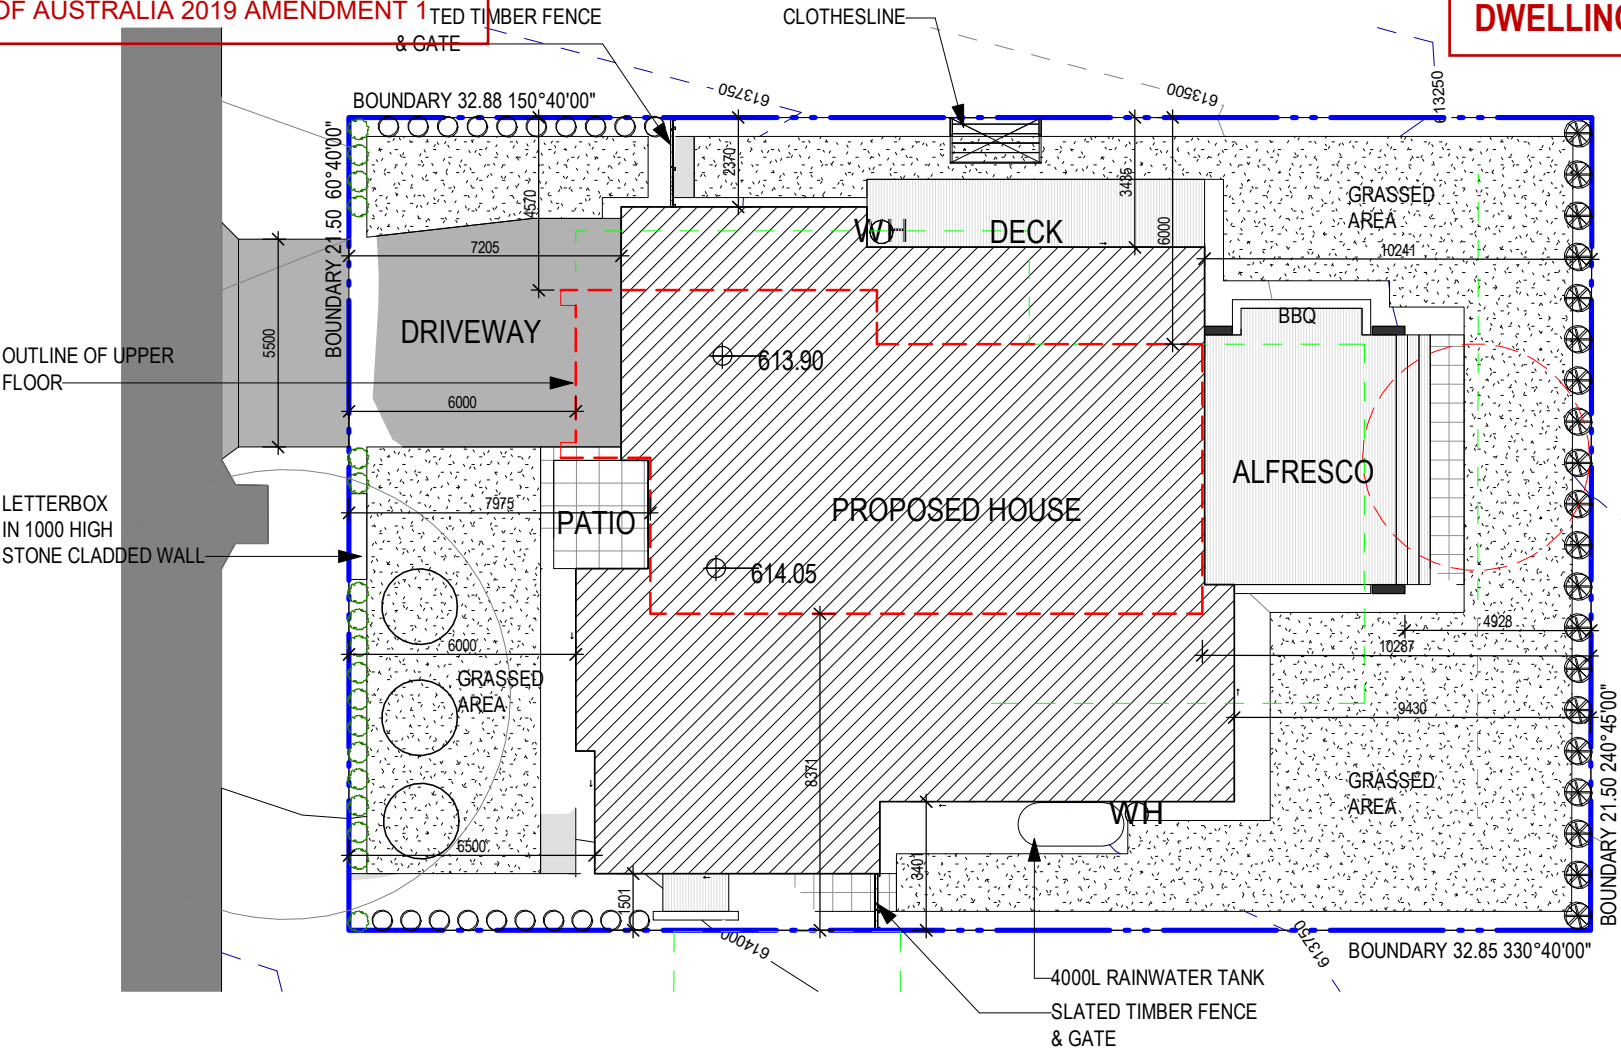 OF AUSTRALIA 2019 AMENDMENT 1
DWELLING
TED TIMBER FENCE
& GATE
CLOTHESLINE
613750
613500
613250
BOUNDARY 32.88 150°40'00"
BOUNDARY 21.50 60°40'00"
4570
2370
3435
6000
GRASSED
AREA
DECK
7205
10241
5500
DRIVEWAY
BBQ
OUTLINE OF UPPER
FLOOR
613.90
6000
ALFRESCO
LETTERBOX
IN 1000 HIGH
STONE CLADDED WALL
7975
PATIO
PROPOSED HOUSE
614.05
4928
6000
10287
GRASSED
AREA
9430
8371
GRASSED
AREA
WH
6500
3401
1501
BOUNDARY 21.50 240°45'00"
614000
613750
BOUNDARY 32.85 330°40'00"
4000L RAINWATER TANK
SLATED TIMBER FENCE
& GATE